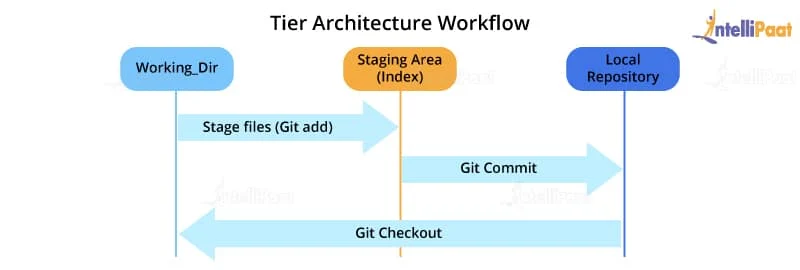 Tier Architecture Workflow
INTELLIPAAT
Working_Dir
Staging Area
(Index)
Local
Repository
Stage files (Git add)
Git Commit
Git Checkout